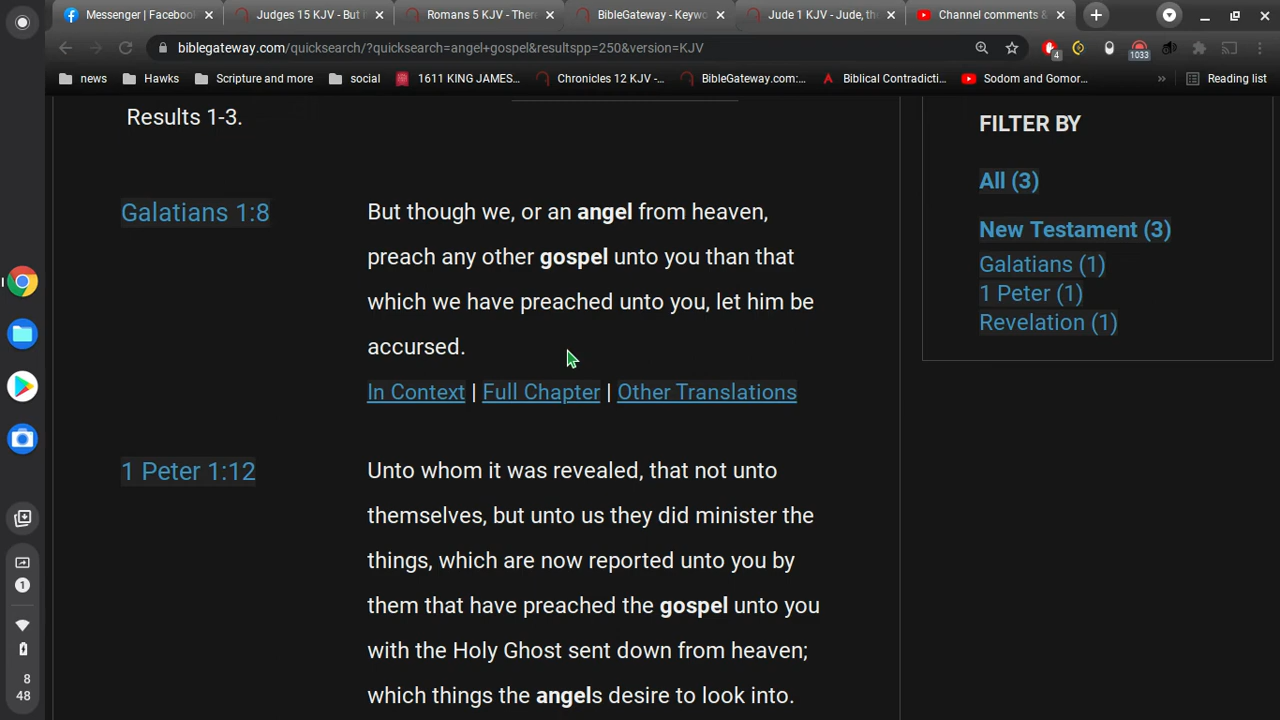 Messenger | Facebook
Judges 15 KJV - But i
Romans 5 KJV - There
BibleGateway - Keywo
Jude 1 KJV - Jude, the
Channel comments &
biblegateway.com/quicksearch/?quicksearch=angel+gospel&resultspp=250&version=KJV
4
1033
news
Hawks
Scripture and more
social
1611 KING JAMES...
Chronicles 12 KJV -...
BibleGateway.com:...
Biblical Contradicti...
Sodom and Gomor...
»
Reading list
Results 1-3.
Galatians 1:8
But though we, or an angel from heaven,
preach any other gospel unto you than that
which we have preached unto you, let him be
accursed.
In Context | Full Chapter | Other Translations
1 Peter 1:12
Unto whom it was revealed, that not unto
themselves, but unto us they did minister the
things, which are now reported unto you by
them that have preached the gospel unto you
with the Holy Ghost sent down from heaven;
which things the angels desire to look into.
FILTER BY
All (3)
New Testament (3)
Galatians (1)
1 Peter (1)
Revelation (1)
1
8
48